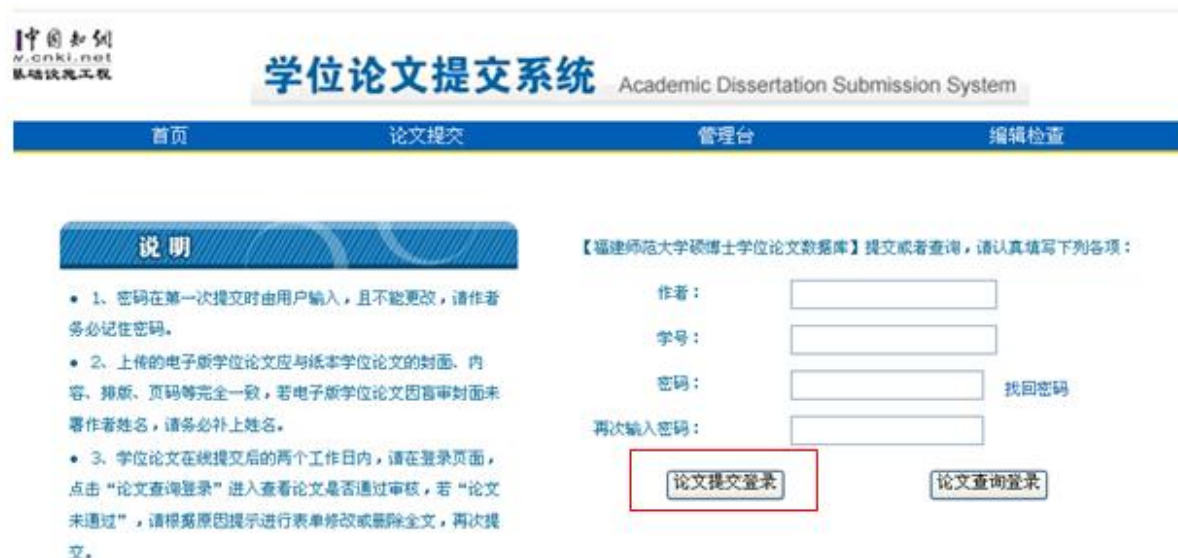 中国知网
w.cnki.net
基础设施工程
学位论文提交系统 Academic Dissertation Submission System
首页 论文提交 管理台 编辑检查
说明
• 1、密码在第一次提交时由用户输入，且不能更改，请作者
务必记住密码。
• 2、上传的电子版学位论文应与纸本学位论文的封面、内
容、排版、页码等完全一致，若电子版学位论文因盲审封面未
署作者姓名，请务必补上姓名。
• 3、学位论文在线提交后的两个工作日内，请在登录页面，
点击“论文查询登录”进入查看论文是否通过审核，若“论文
未通过”，请根据原因提示进行表单修改或删除全文，再次提
交。
【福建师范大学硕博士学位论文数据库】提交或者查询，请认真填写下列各项：
作者：
学号：
密码： 找回密码
再次输入密码：
论文提交登录 论文查询登录